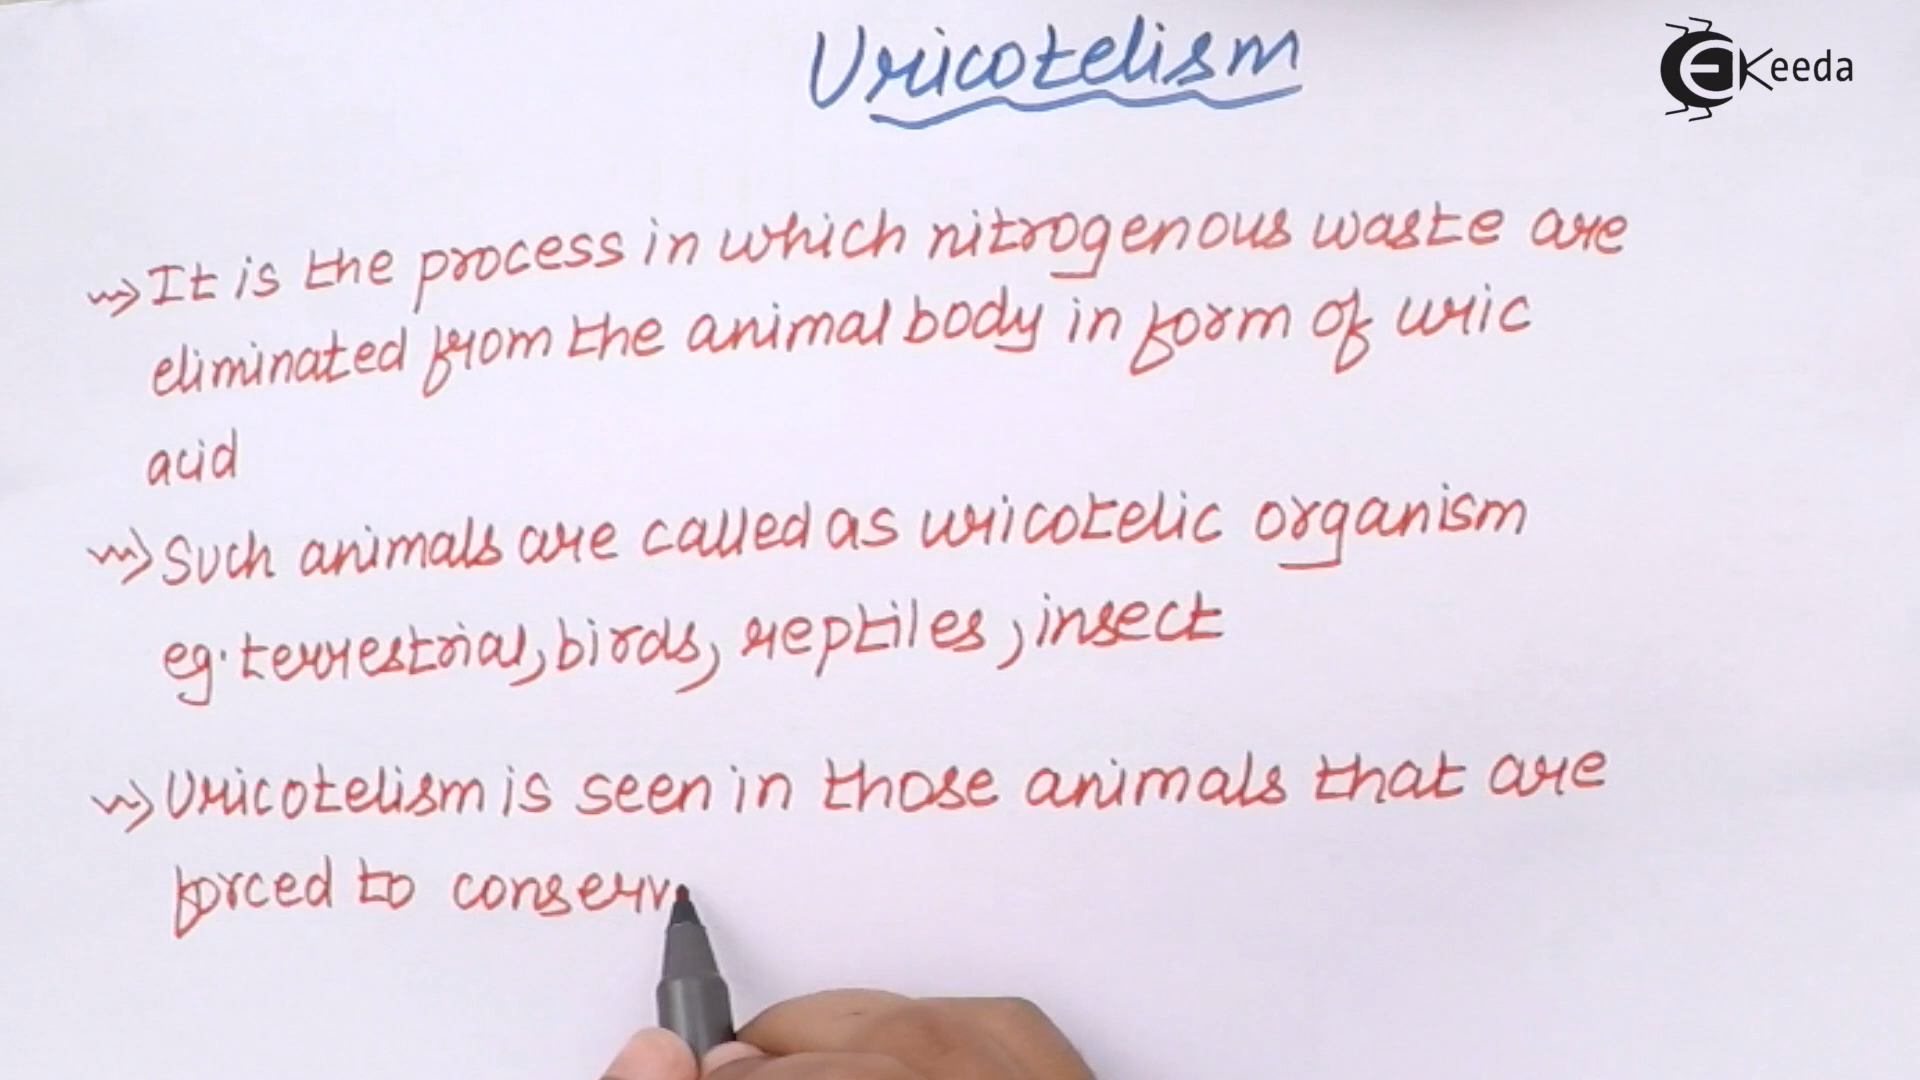 Uricotelism
EKeeda
⇝ It is the process in which nitrogenous waste are
eliminated from the animal body in form of uric
acid
⇝ Such animals are called as uricotelic organism
eg. terrestrial, birds, reptiles, insect
⇝ Uricotelism is seen in those animals that are
forced to conserv